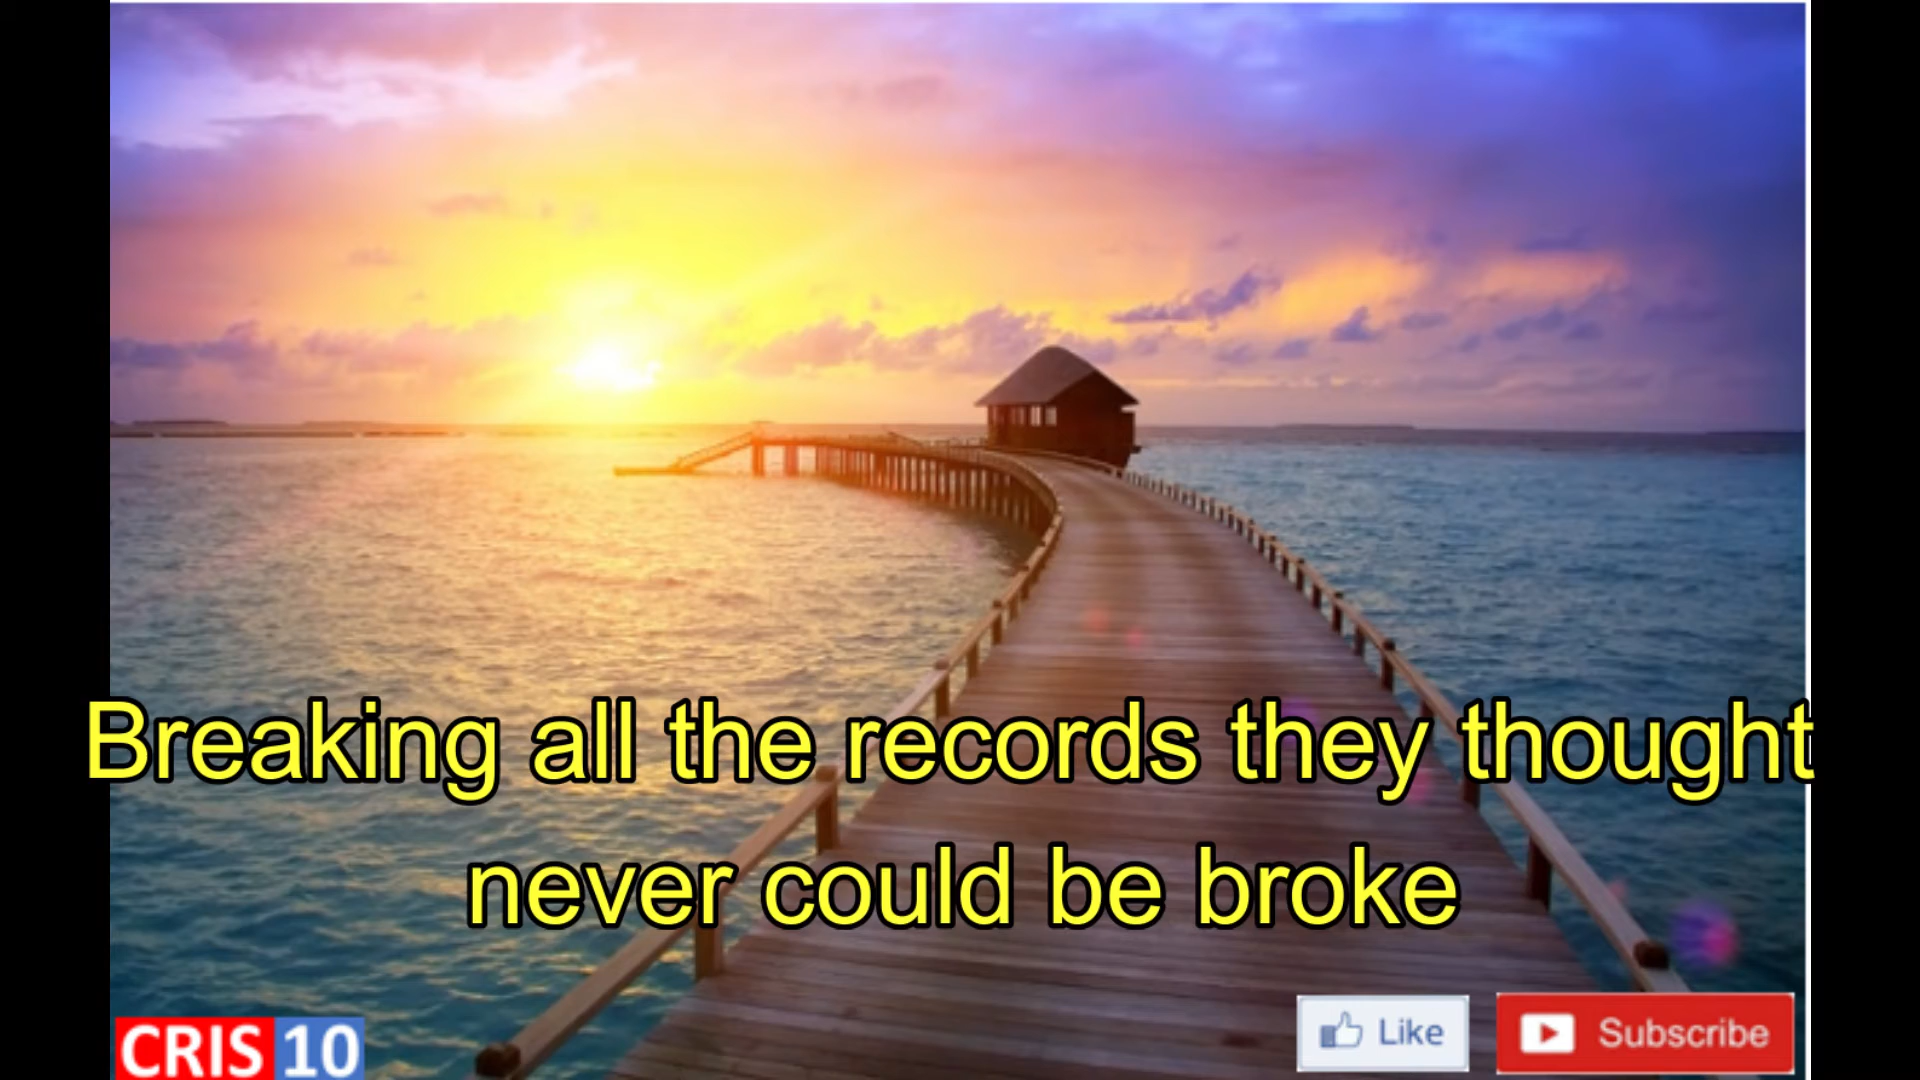 Breaking all the records they thought
never could be broke
CRIS 10
Like
Subscribe